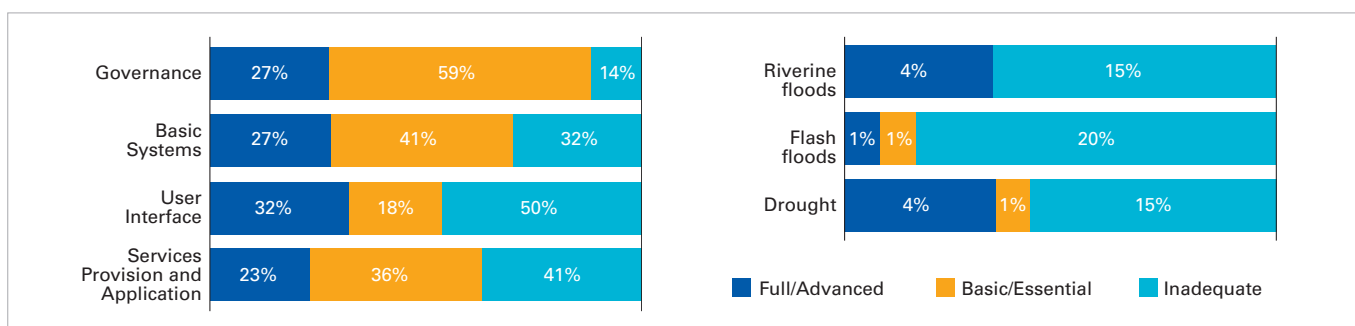 Governance 27% 59% 14%
Basic
Systems
27% 41% 32%
User
Interface
32% 18% 50%
Services
Provision and
Application
23% 36% 41%
Riverine
floods
4% 15%
Flash
floods
1% 1% 20%
Drought 4% 1% 15%
Full/Advanced Basic/Essential Inadequate